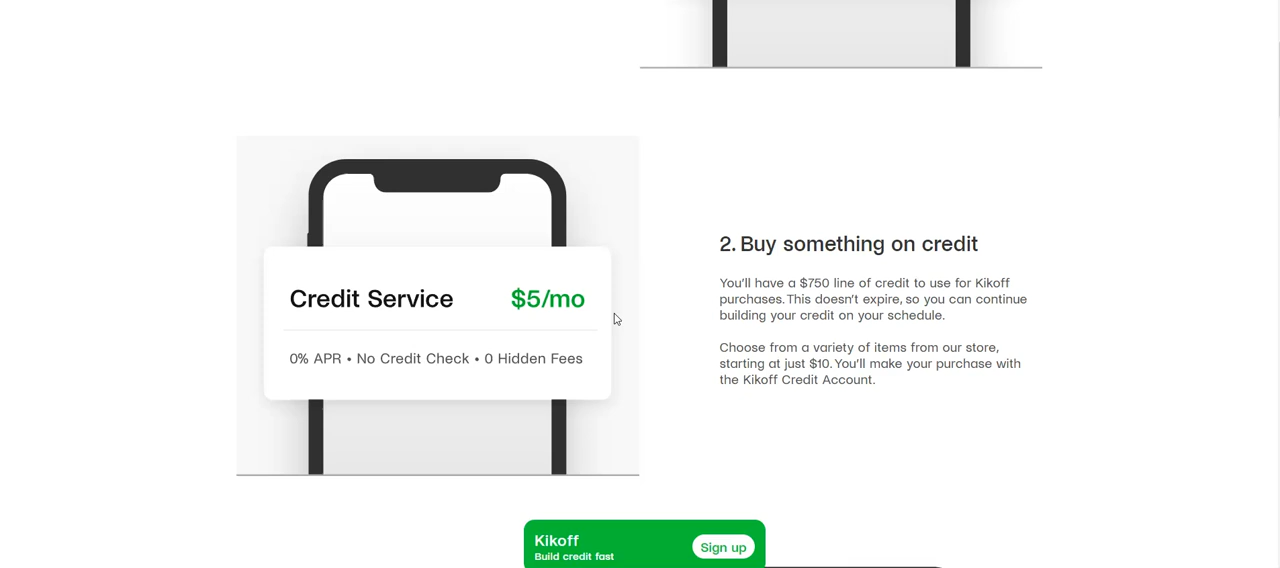 Credit Service $5/mo
0% APR • No Credit Check • 0 Hidden Fees
2. Buy something on credit
You'll have a $750 line of credit to use for Kikoff
purchases. This doesn't expire, so you can continue
building your credit on your schedule.
Choose from a variety of items from our store,
starting at just $10. You'll make your purchase with
the Kikoff Credit Account.
Kikoff
Build credit fast
Sign up